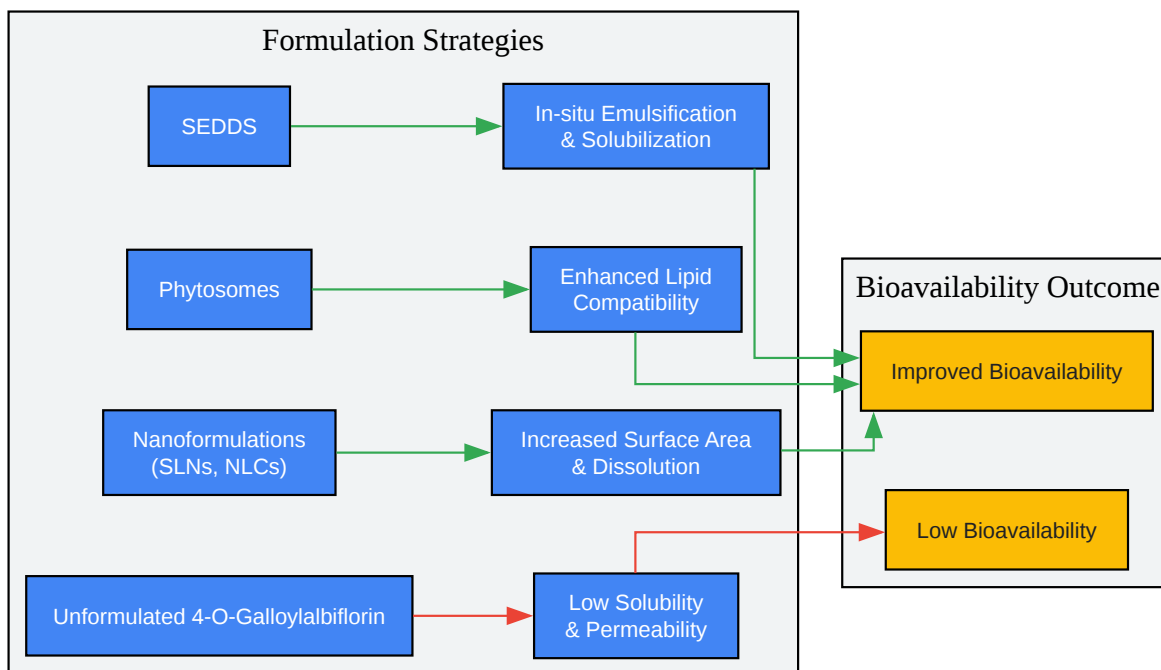 Formulation Strategies
SEDDS
In-situ Emulsification
& Solubilization
Phytosomes
Enhanced Lipid
Compatibility
Nanoformulations
(SLNs, NLCs)
Increased Surface Area
& Dissolution
Unformulated 4-O-Galloylalbiflorin
Low Solubility
& Permeability
Bioavailability Outcome
Improved Bioavailability
Low Bioavailability